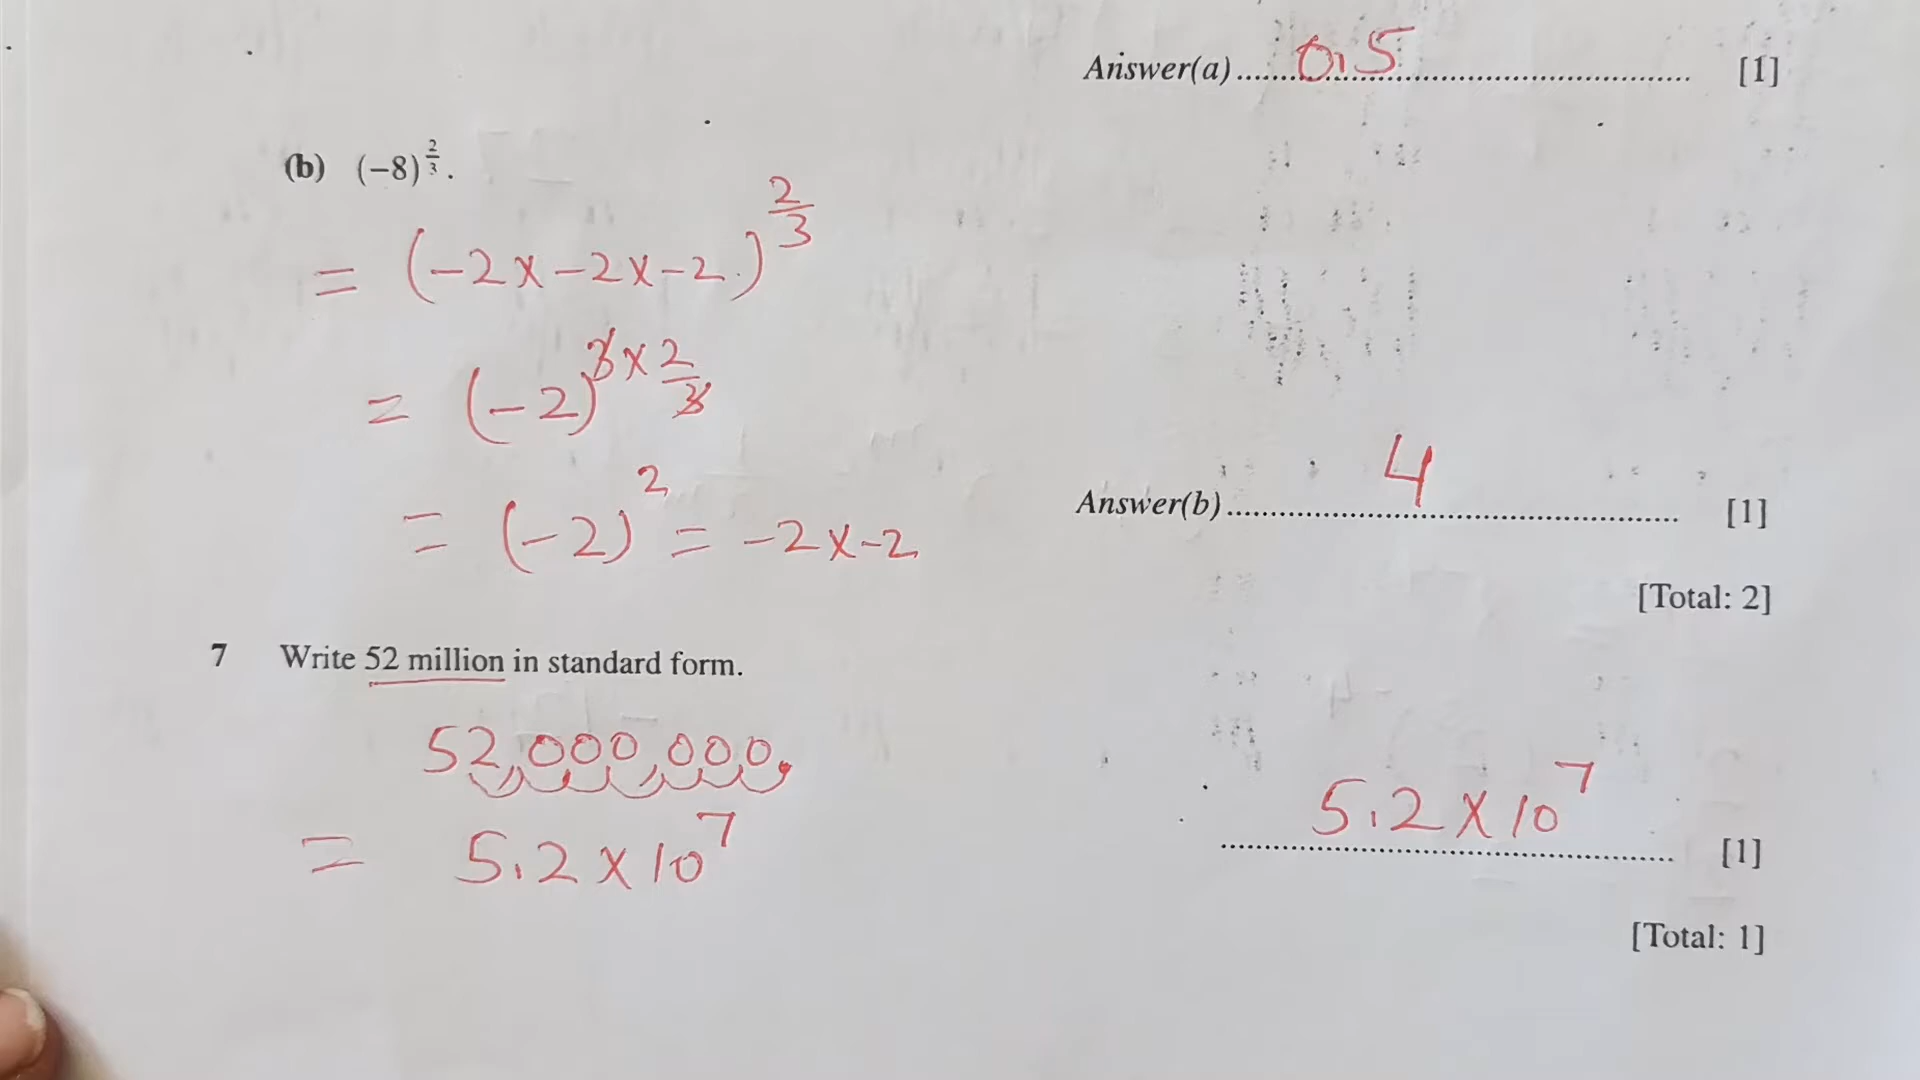 Answer(a)....0.5.... [1]
(b) (−8)^(2/3).
= (−2×−2×−2)^(2/3)
= (−2)^(3×2/3)
= (−2)^2 = −2×−2
Answer(b)....4.... [1]
[Total: 2]
7 Write 52 million in standard form.
52,000,000.
= 5.2×10^7
5.2×10^7 [1]
[Total: 1]